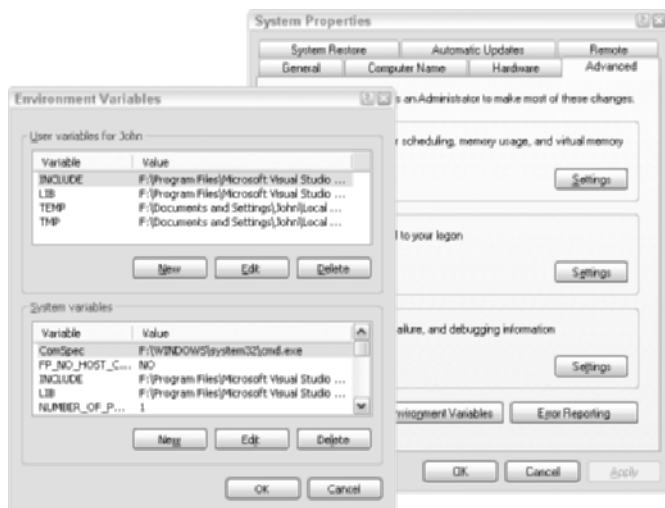 System Properties
System Restore Automatic Updates Remote
General Computer Name Hardware Advanced
s an Administrator to make most of these changes.
r scheduling, memory usage, and virtual memory
Settings
l to your logon
Settings
ailure, and debugging information
Settings
nvironment Variables Error Reporting
OK Cancel Apply
Environment Variables
User variables for John
Variable Value
INCLUDE F:\Program Files\Microsoft Visual Studio ...
LIB F:\Program Files\Microsoft Visual Studio ...
TEMP F:\Documents and Settings\John\Local ...
TMP F:\Documents and Settings\John\Local ...
New Edit Delete
System variables
Variable Value
ComSpec F:\WINDOWS\system32\cmd.exe
FP_NO_HOST_C... NO
INCLUDE F:\Program Files\Microsoft Visual Studio ...
LIB F:\Program Files\Microsoft Visual Studio ...
NUMBER_OF_P... 1
New Edit Delete
OK Cancel